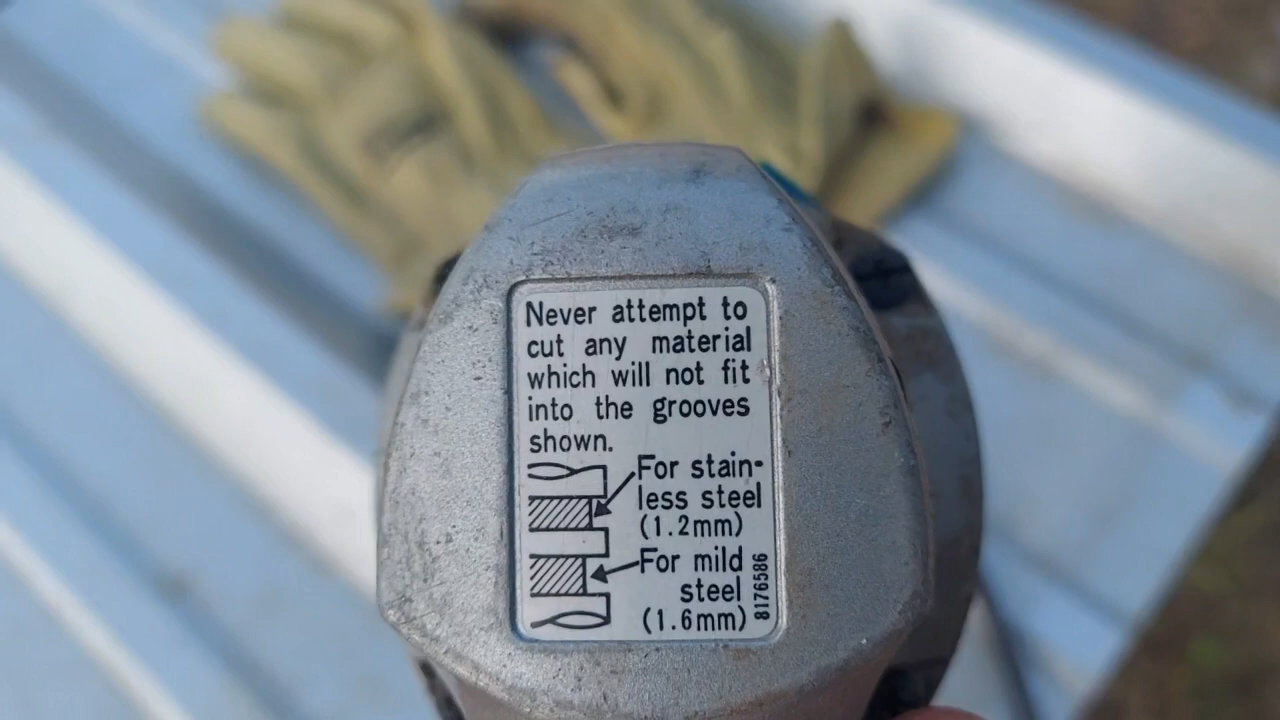 Never attempt to
cut any material
which will not fit
into the grooves
shown.
For stain-
less steel
(1.2mm)
For mild
steel
(1.6mm)
8176586